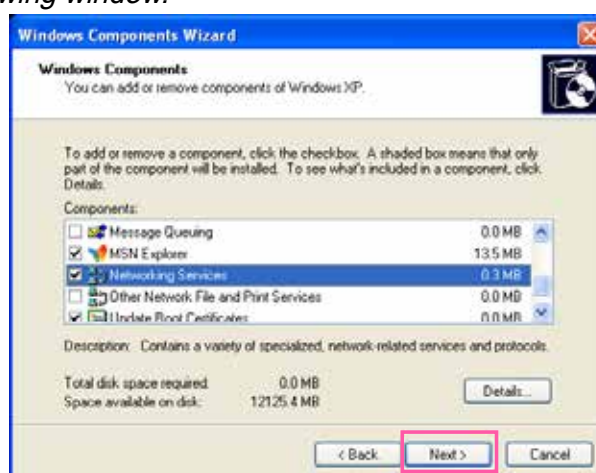 wing window.
Windows Components Wizard
Windows Components
You can add or remove components of Windows XP.
To add or remove a component, click the checkbox. A shaded box means that only
part of the component will be installed. To see what's included in a component, click
Details.
Components:
Message Queuing 0.0 MB
MSN Explorer 13.5 MB
Networking Services 0.3 MB
Other Network File and Print Services 0.0 MB
Update Root Certificates 0.0 MB
Description: Contains a variety of specialized, network-related services and protocols.
Total disk space required: 0.0 MB
Space available on disk: 12125.4 MB
Details...
< Back Next > Cancel